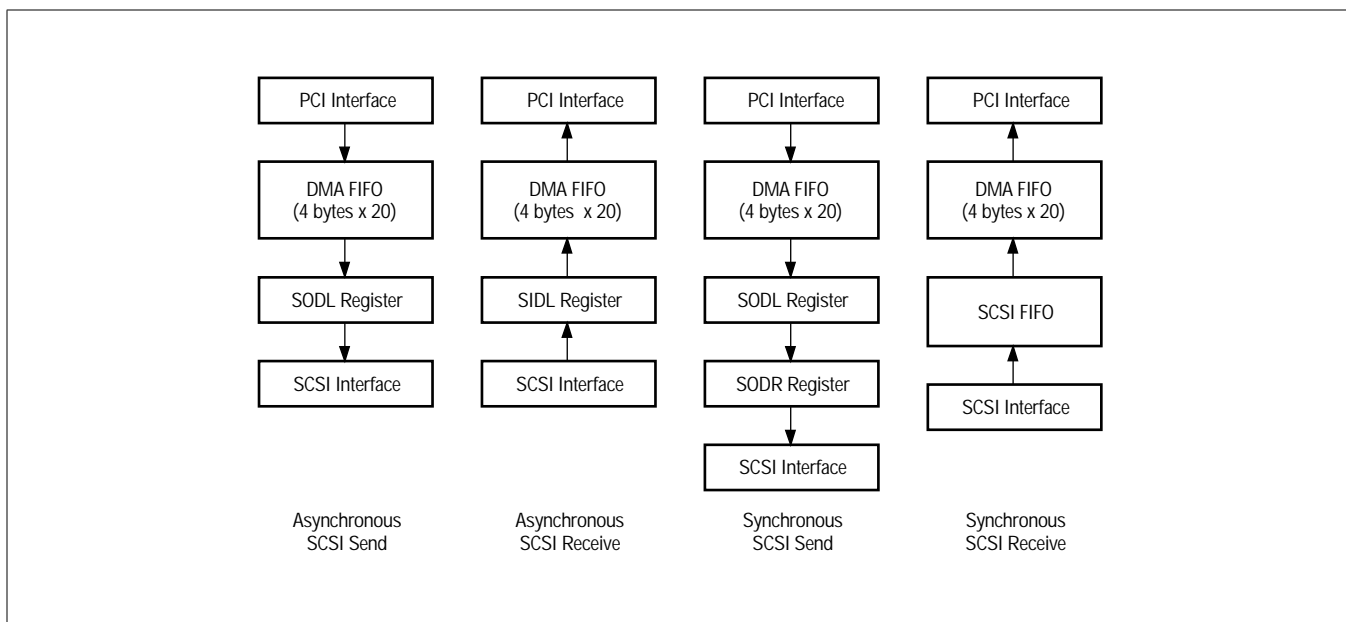 PCI Interface
DMA FIFO
(4 bytes x 20)
SODL Register
SCSI Interface
Asynchronous
SCSI Send
PCI Interface
DMA FIFO
(4 bytes x 20)
SIDL Register
SCSI Interface
Asynchronous
SCSI Receive
PCI Interface
DMA FIFO
(4 bytes x 20)
SODL Register
SODR Register
SCSI Interface
Synchronous
SCSI Send
PCI Interface
DMA FIFO
(4 bytes x 20)
SCSI FIFO
SCSI Interface
Synchronous
SCSI Receive